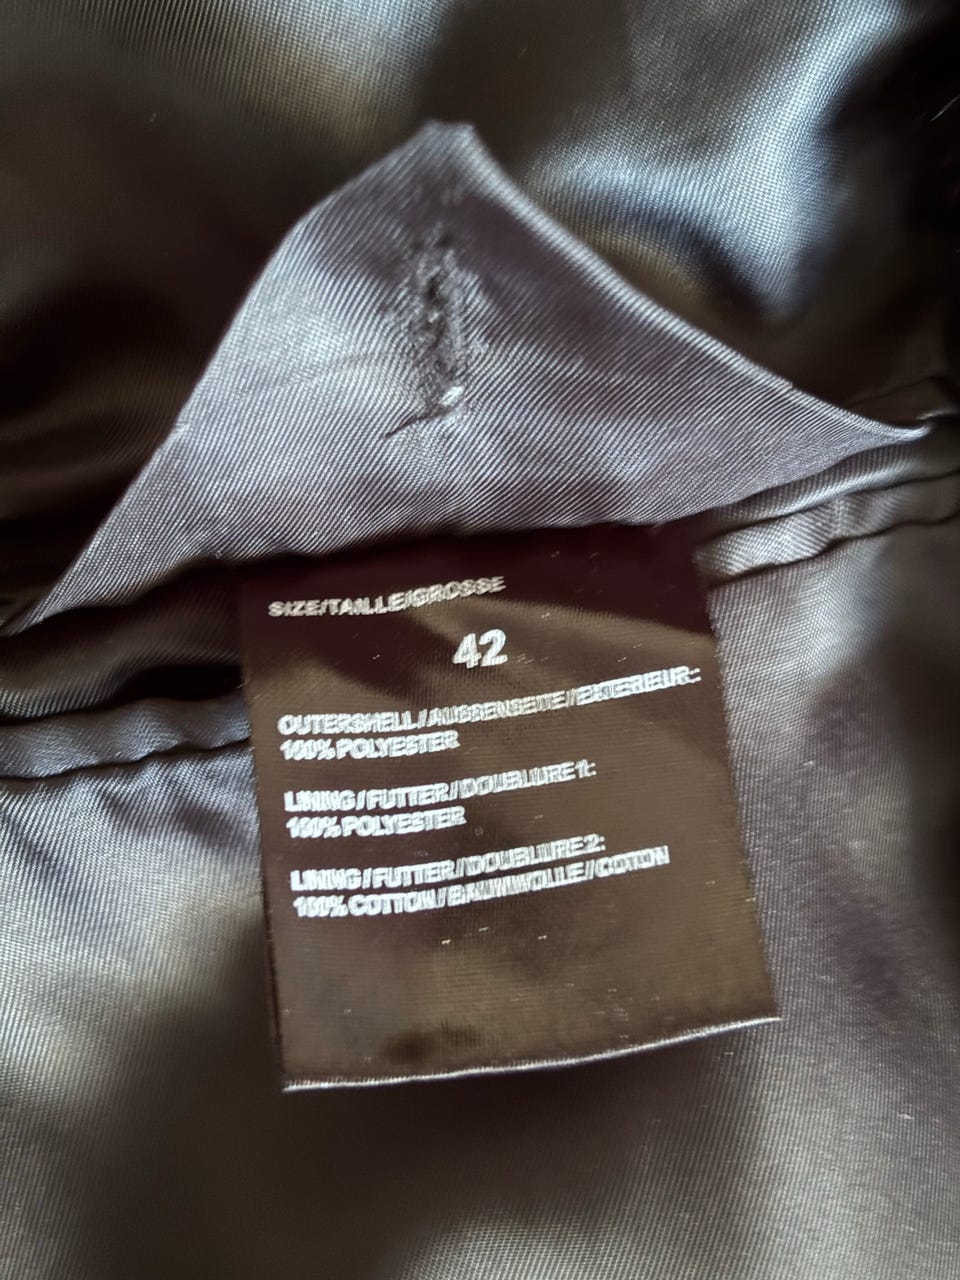 SIZE/TAILLE/GROSSE
42
OUTERSHELL/AUSSENSEITE/EXTERIEUR:
100% POLYESTER
LINING/FUTTER/DOUBLURE 1:
100% POLYESTER
LINING/FUTTER/DOUBLURE 2:
100% COTTON/BAUMWOLLE/COTON